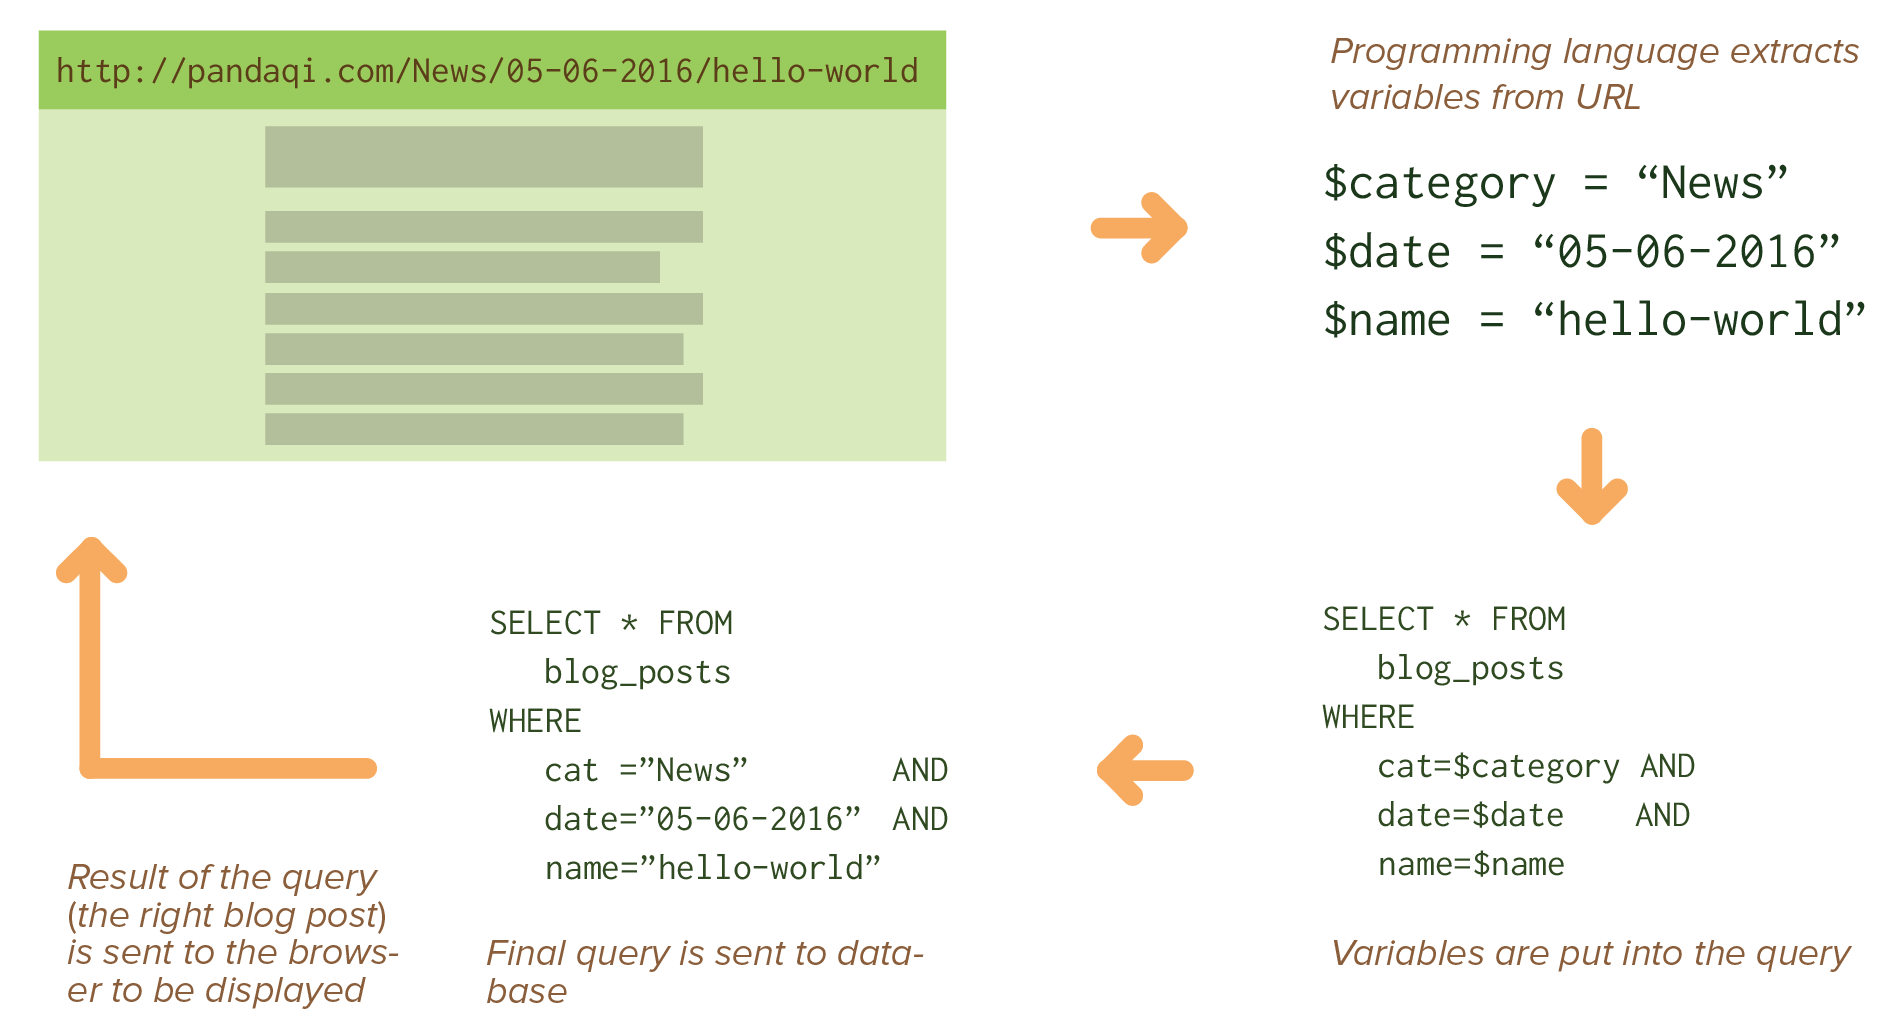 http://pandaqi.com/News/05-06-2016/hello-world
Programming language extracts
variables from URL
$category = “News”
$date = “05-06-2016”
$name = “hello-world”
SELECT * FROM
blog_posts
WHERE
cat=$category AND
date=$date AND
name=$name
Variables are put into the query
SELECT * FROM
blog_posts
WHERE
cat =”News” AND
date=”05-06-2016” AND
name=”hello-world”
Final query is sent to data-
base
Result of the query
(the right blog post)
is sent to the brows-
er to be displayed